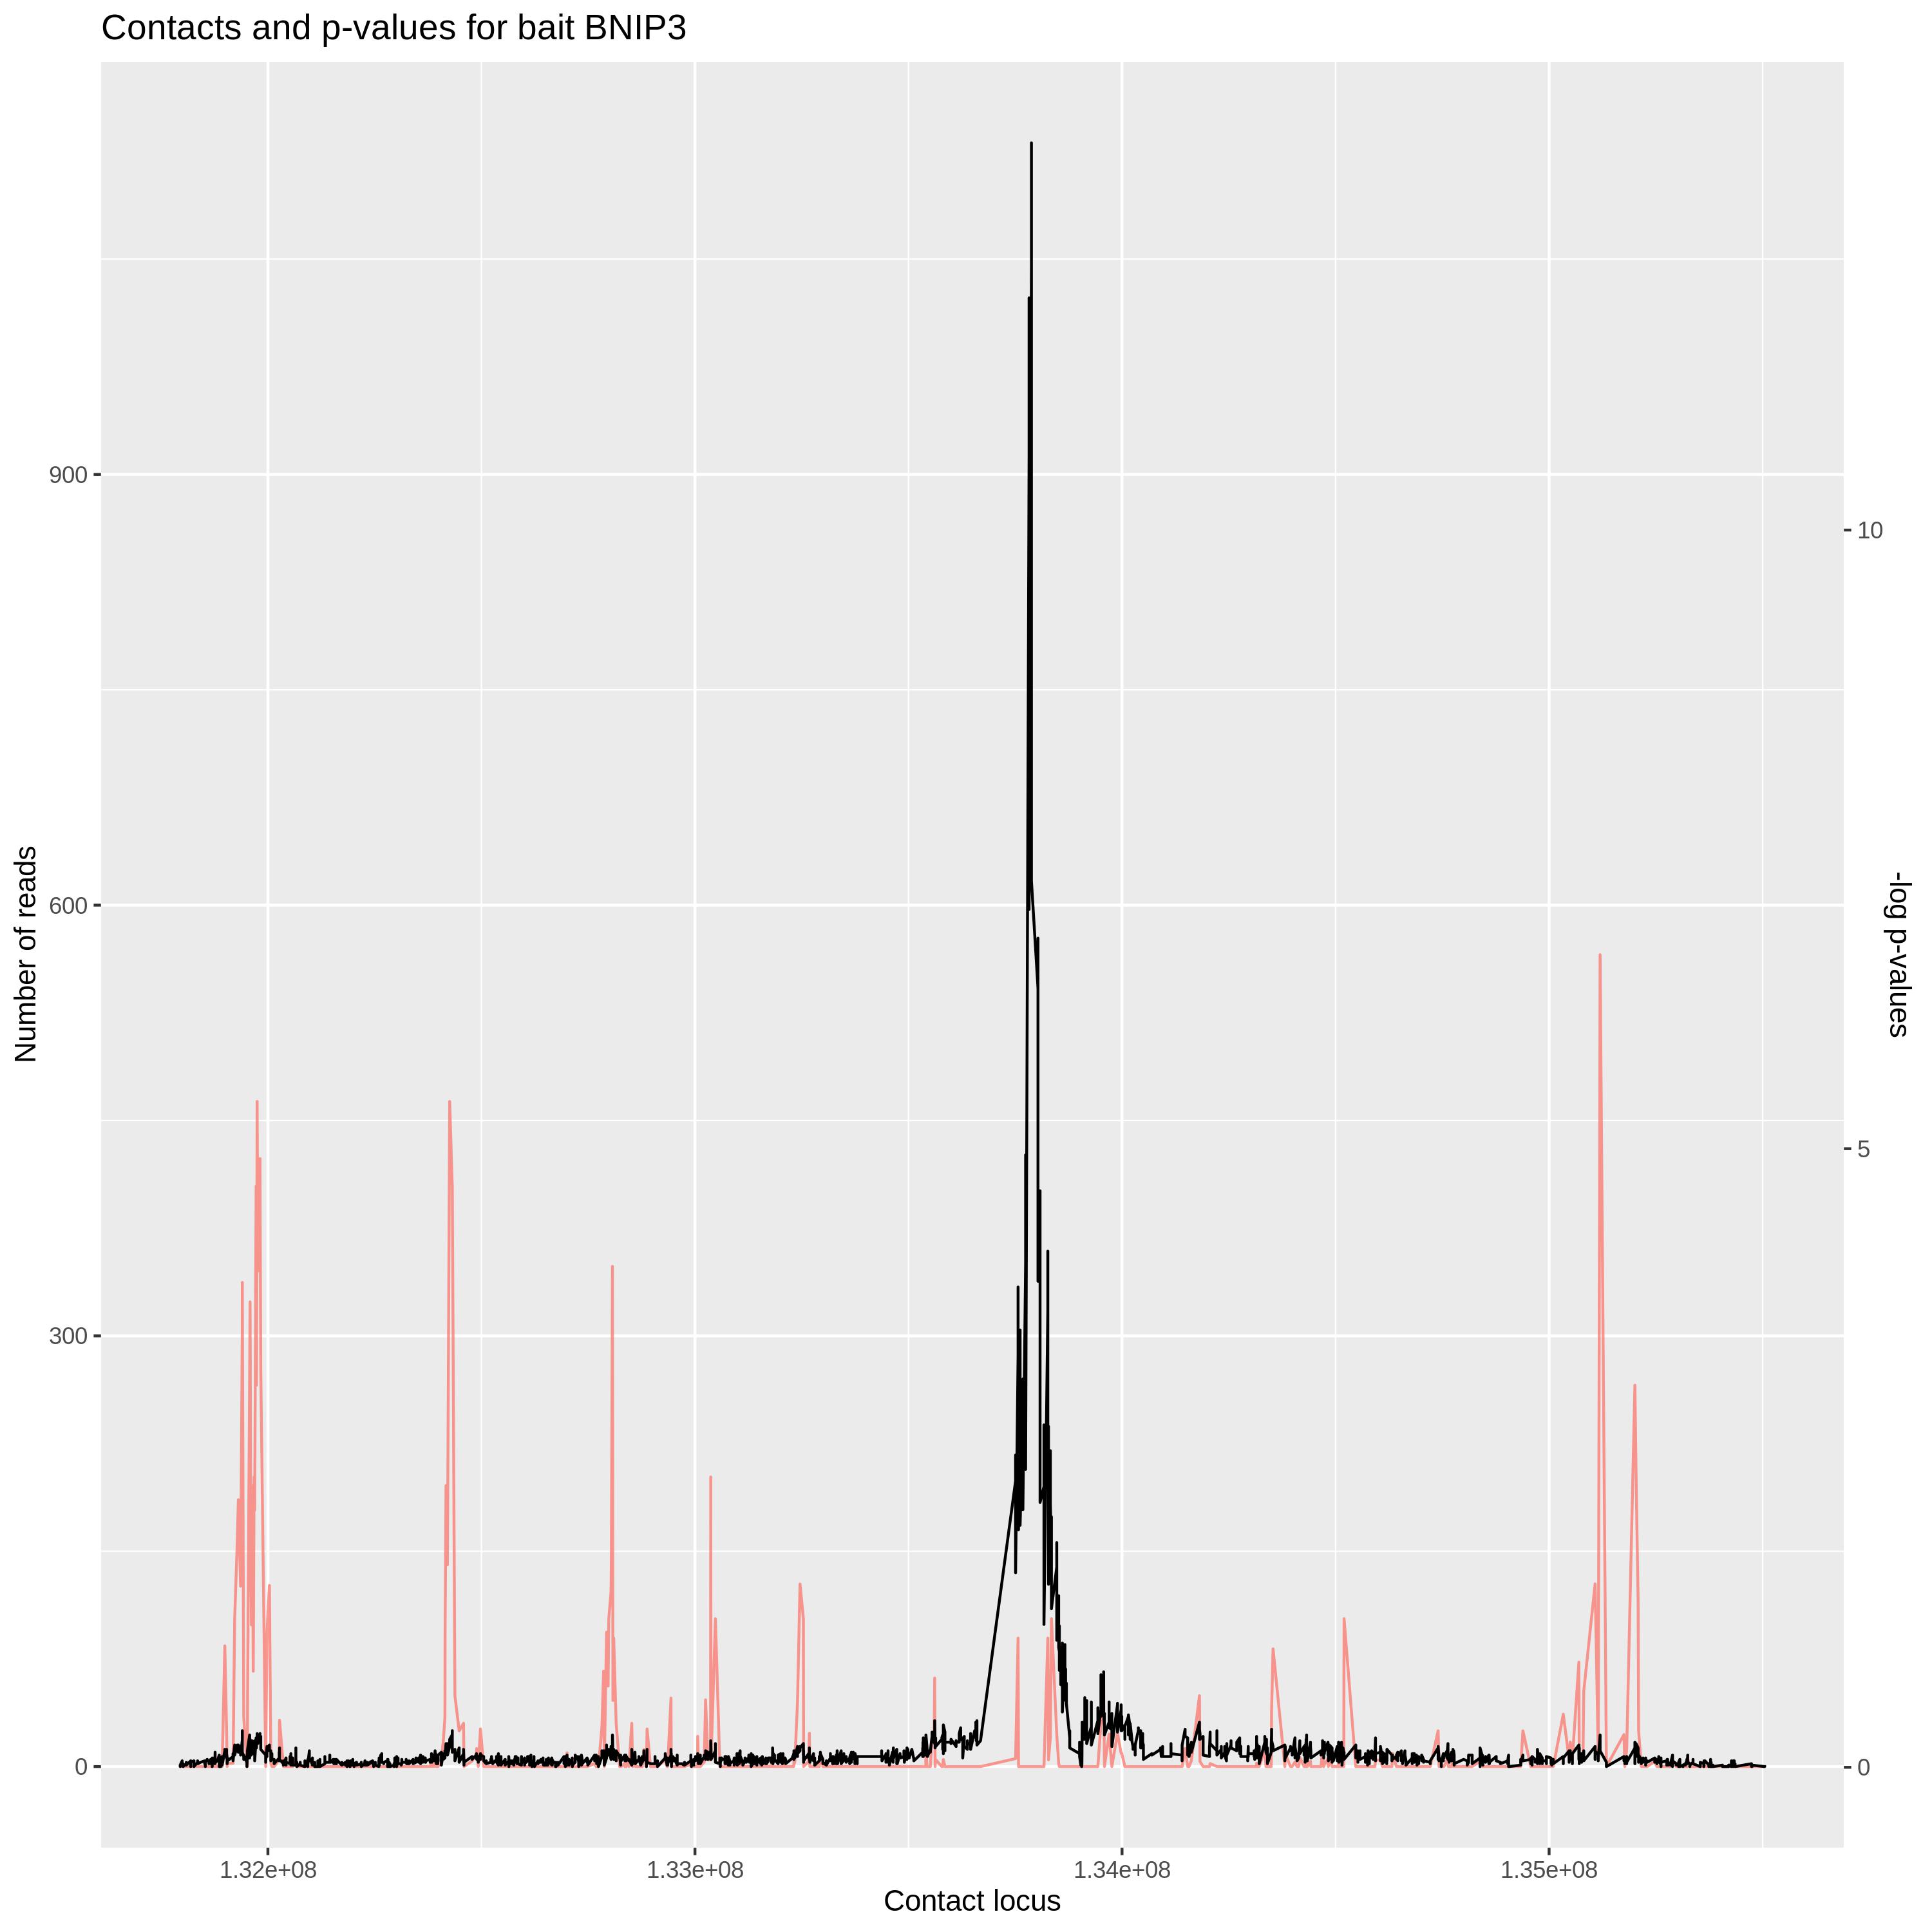 Contacts and p-values for bait BNIP3
Number of reads
900
600
300
0
10
5
0
-log p-values
1.32e+08
1.33e+08
1.34e+08
1.35e+08
Contact locus